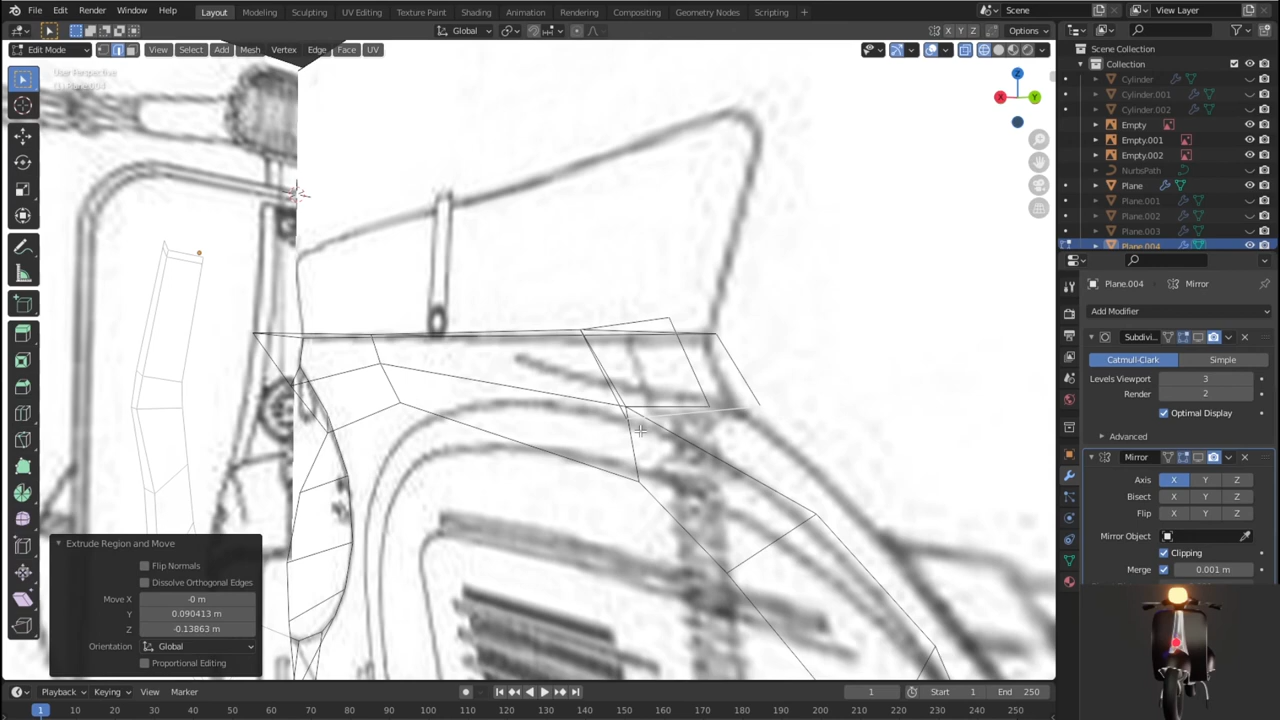 File Edit Render Window Help Layout Modeling Sculpting UV Editing Texture Paint Shading Animation Rendering Compositing Geometry Nodes Scripting + Scene View Layer
Global X Y Z Options
Edit Mode View Select Add Mesh Vertex Edge Face UV
User Perspective
(1) Plane.004
Z
X Y
Scene Collection
Collection
Cylinder
Cylinder.001
Cylinder.002
Empty
Empty.001
Empty.002
NurbsPath
Plane
Plane.001
Plane.002
Plane.003
Plane.004
Plane.004 Mirror
Add Modifier
Subdivi..
Catmull-Clark Simple
Levels Viewport 3
Render 2
Optimal Display
Advanced
Mirror
Axis X Y Z
Bisect X Y Z
Flip X Y Z
Mirror Object
Clipping
Merge 0.001 m
Extrude Region and Move
Flip Normals
Dissolve Orthogonal Edges
Move X -0 m
Y 0.090413 m
Z -0.13863 m
Orientation Global
Proportional Editing
Playback Keying View Marker 1 Start 1 End 250
1 10 20 30 40 50 60 70 80 90 100 110 120 130 140 150 160 170 180 190 200 210 220 230 240 250